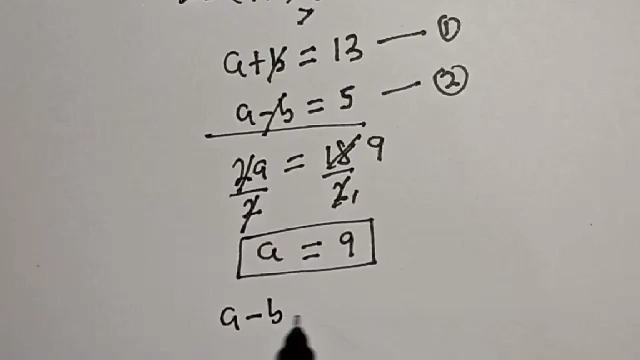 a+b = 13 — ①
a-b = 5 — ②
2a/2 = 18/2 9 1
a = 9
a-b